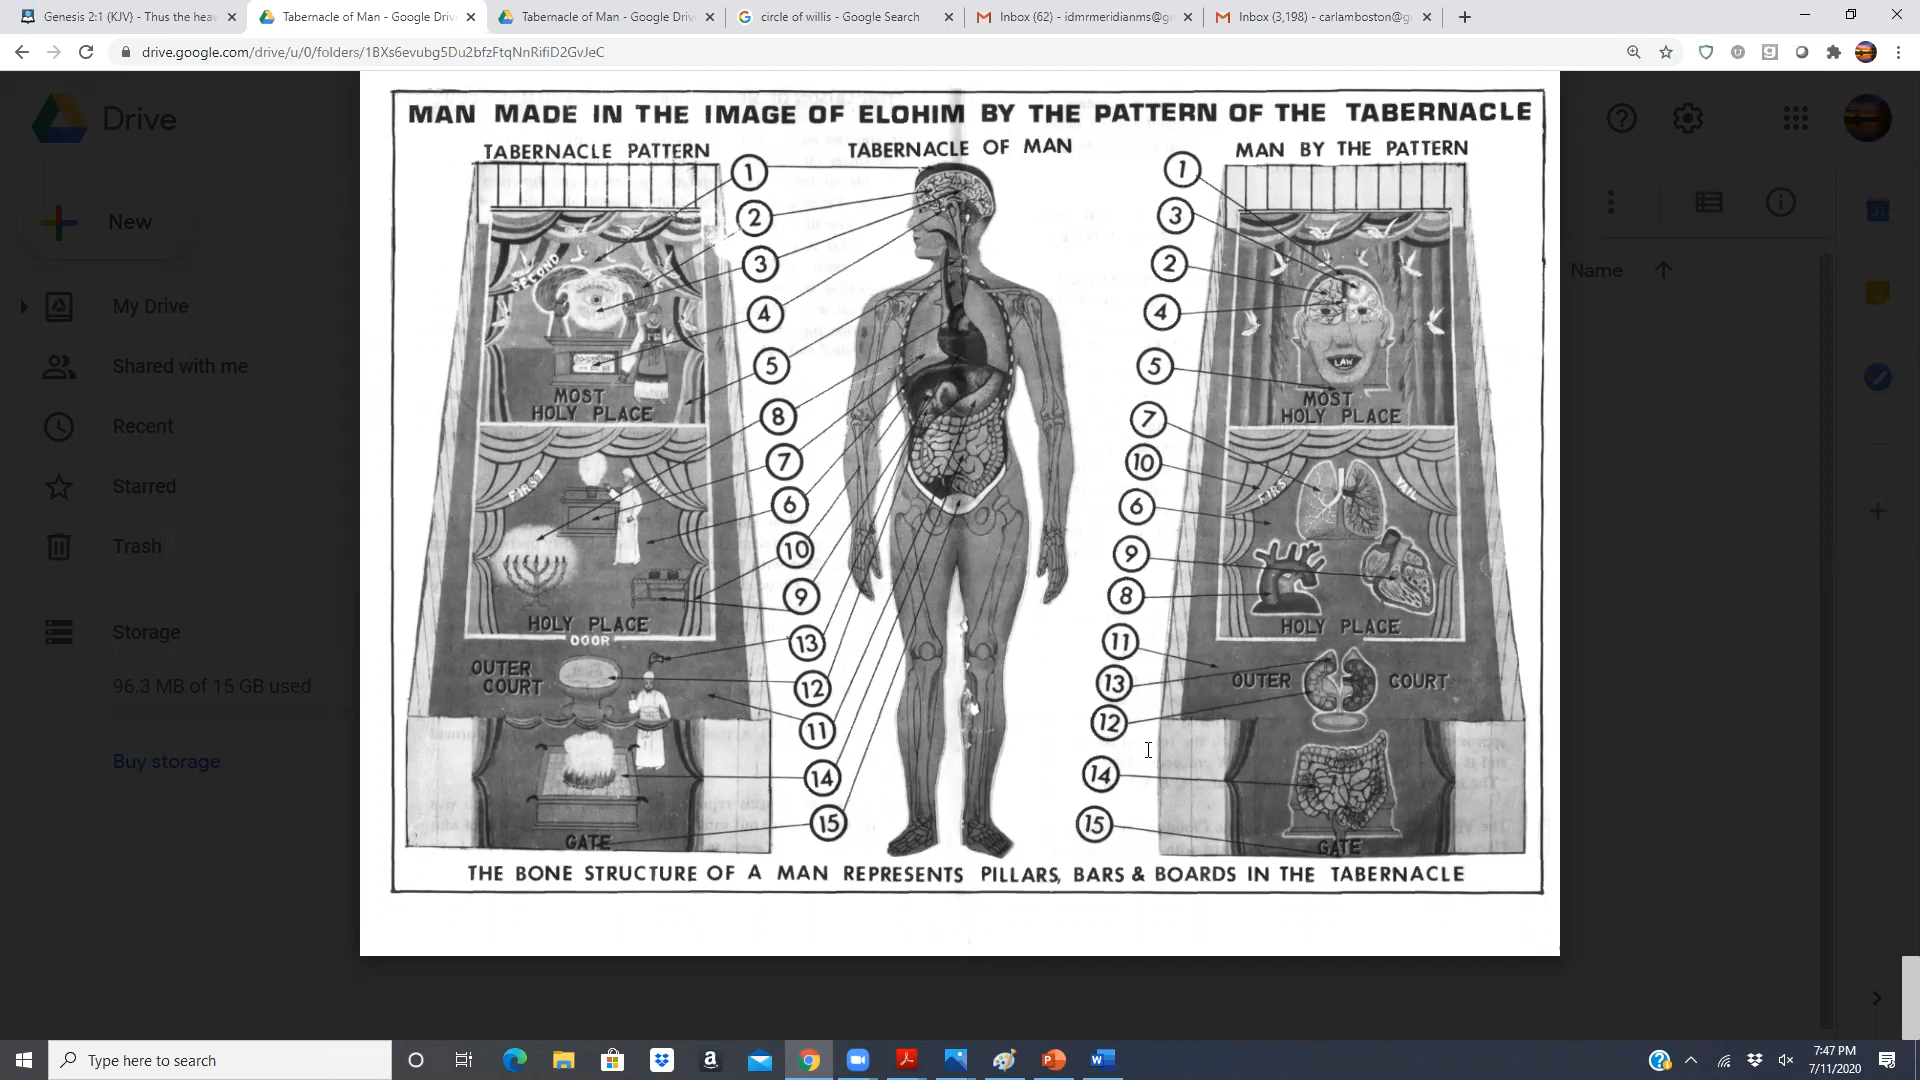 Genesis 2:1 (KJV) - Thus the hea
Tabernacle of Man - Google Driv
Tabernacle of Man - Google Driv
circle of willis - Google Search
Inbox (62) - idmrmeridianms@g
Inbox (3,198) - carlamboston@g
drive.google.com/drive/u/0/folders/1BXs6evubg5Du2bfzFtqNnRifiD2GvJeC
Drive
New
My Drive
Shared with me
Recent
Starred
Trash
Storage
96.3 MB of 15 GB used
Buy storage
Name
31
MAN MADE IN THE IMAGE OF ELOHIM BY THE PATTERN OF THE TABERNACLE
TABERNACLE PATTERN
SECOND VAIL
MOST
HOLY PLACE
FIRST VAIL
HOLY PLACE
DOOR
OUTER
COURT
GATE
1
2
3
4
5
8
7
6
10
9
13
12
11
14
15
TABERNACLE OF MAN
MAN BY THE PATTERN
1
3
2
4
5
7
10
6
9
8
11
13
12
14
15
LAW
MOST
HOLY PLACE
FIRST VAIL
HOLY PLACE
OUTER COURT
GATE
THE BONE STRUCTURE OF A MAN REPRESENTS PILLARS, BARS & BOARDS IN THE TABERNACLE
Type here to search
7:47 PM
7/11/2020